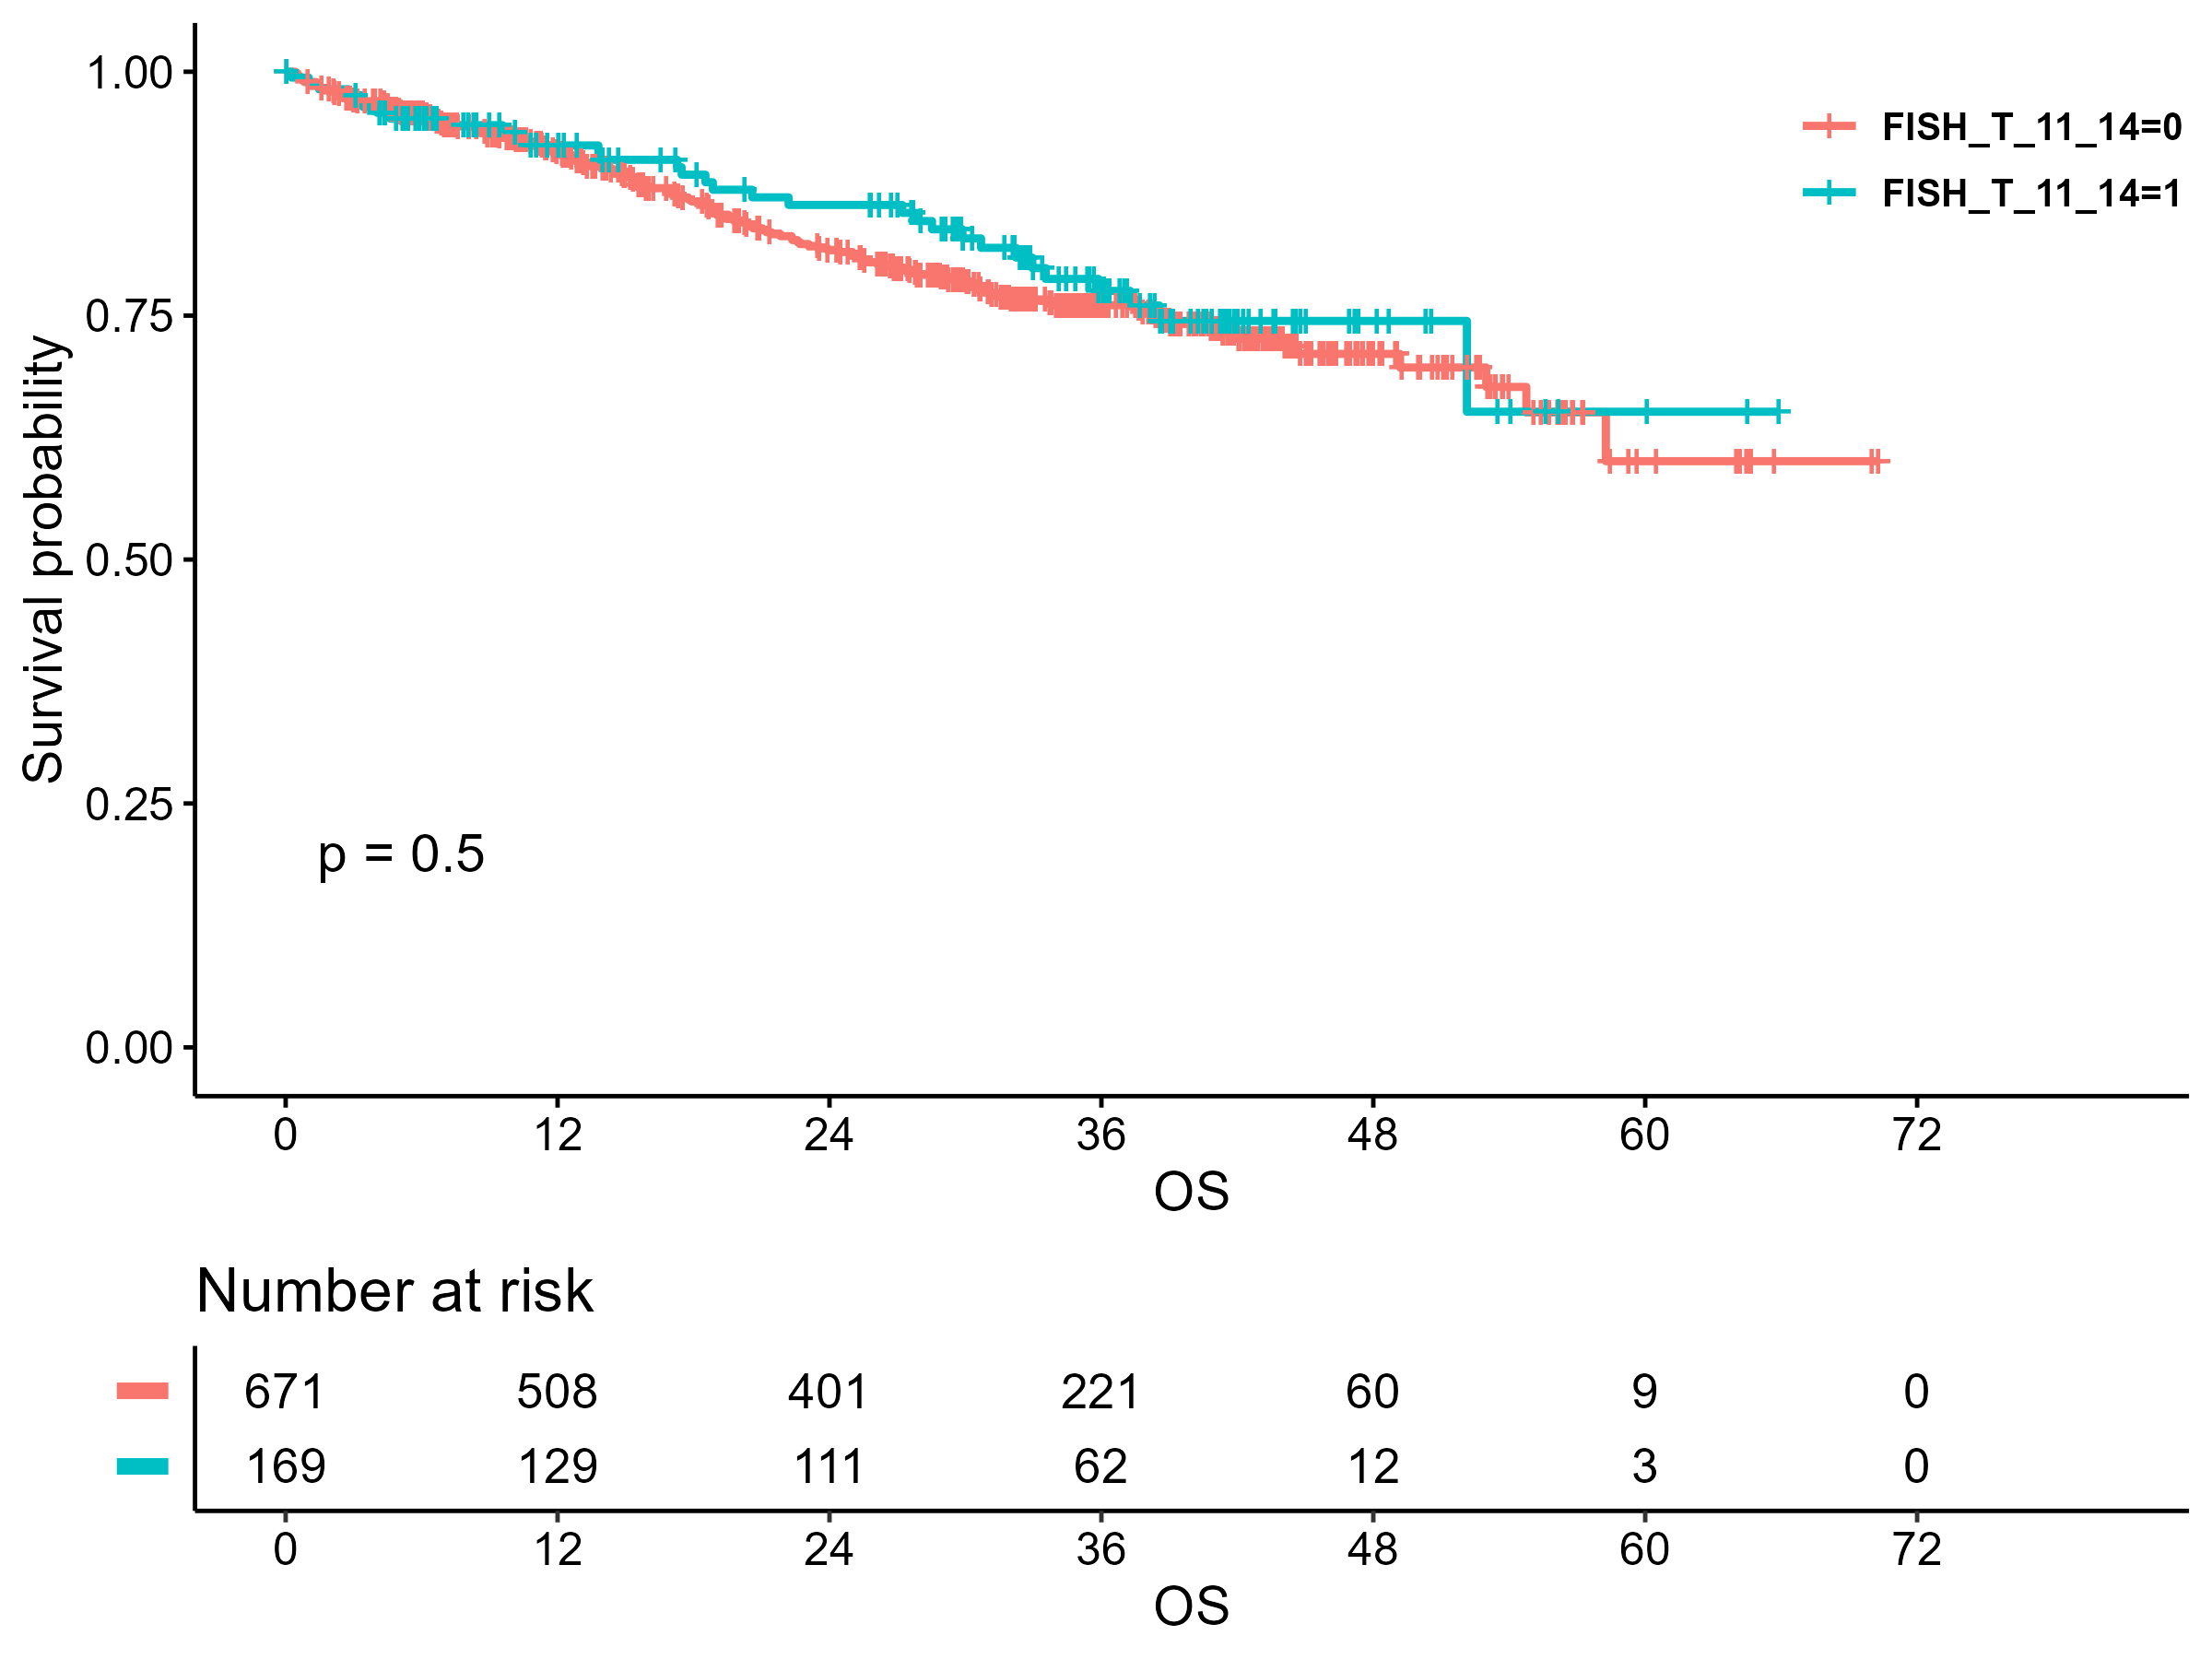 1.00
0.75
0.50
0.25
0.00
Survival probability
FISH_T_11_14=0
FISH_T_11_14=1
p = 0.5
0 12 24 36 48 60 72
OS
Number at risk
671 508 401 221 60 9 0
169 129 111 62 12 3 0
0 12 24 36 48 60 72
OS